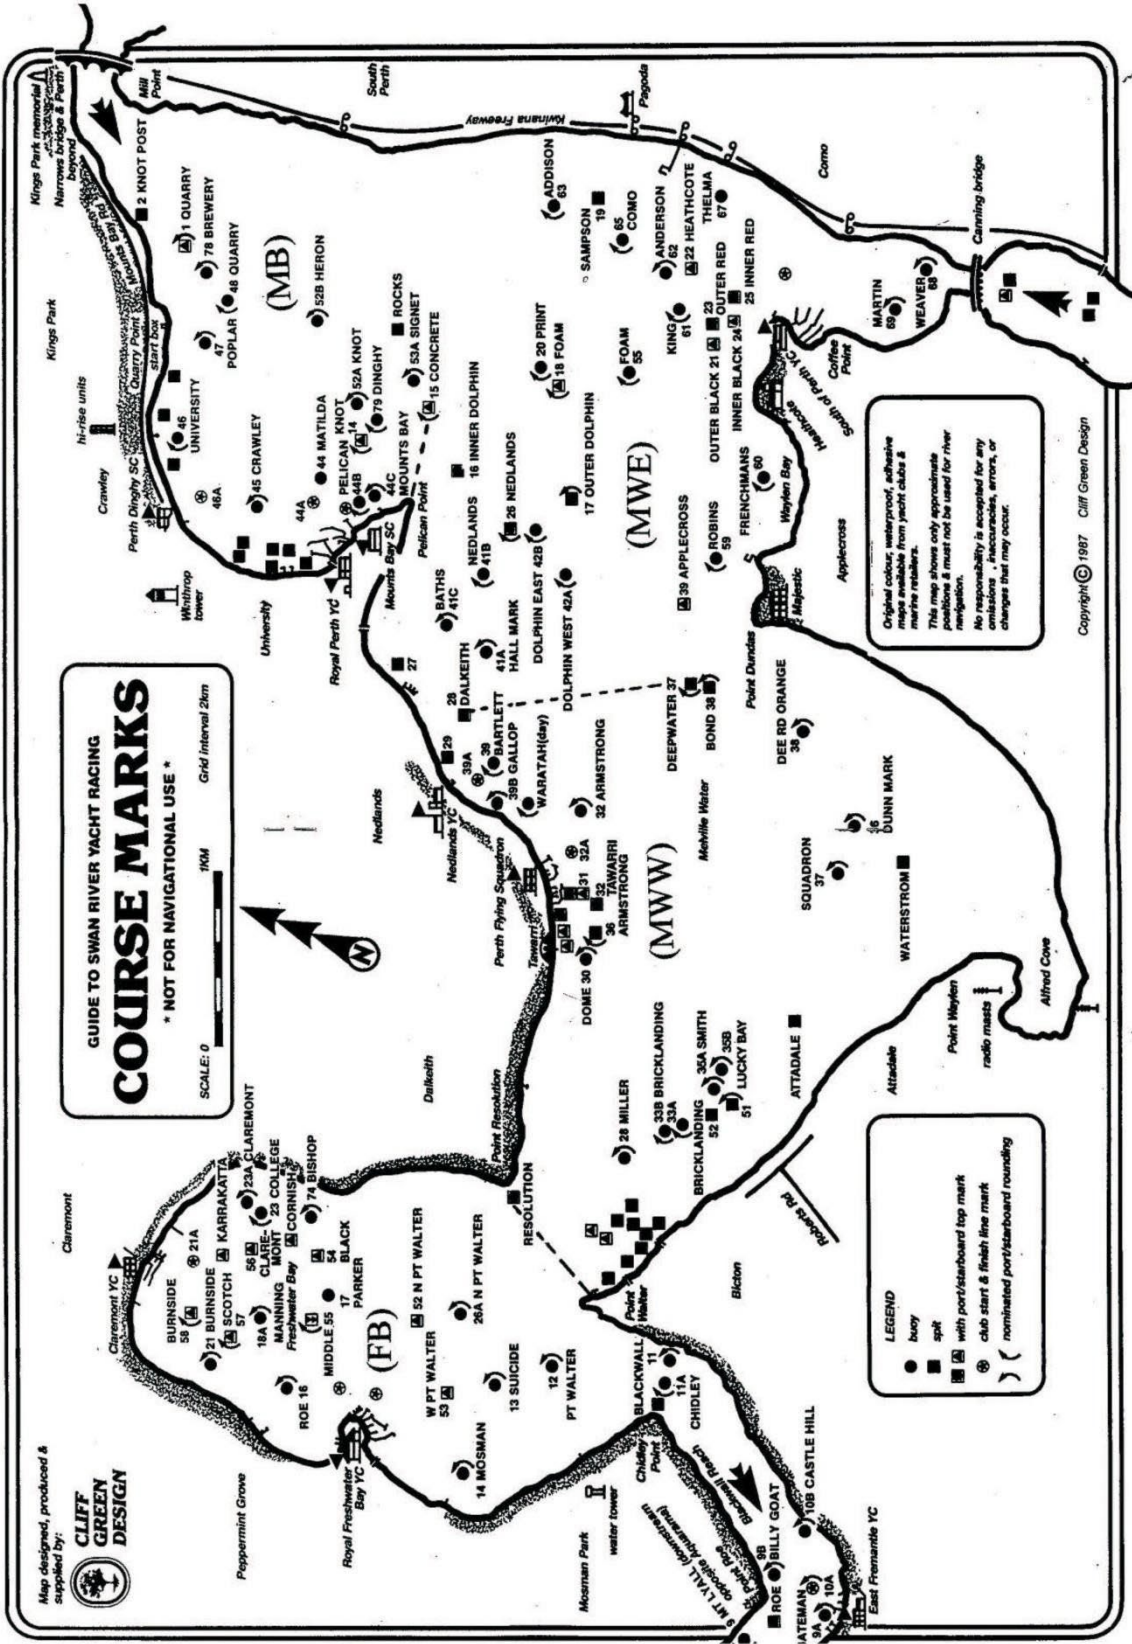 Map designed, produced &
supplied by:
CLIFF
GREEN
DESIGN
GUIDE TO SWAN RIVER YACHT RACING
COURSE MARKS
* NOT FOR NAVIGATIONAL USE *
SCALE: 0
1KM
Grid interval 2km
N
Claremont
Claremont YC
Peppermint Grove
Royal Freshwater
Bay YC
Mosman Park
water tower
BURNSIDE
58
21A
21 BURNSIDE
KARRAKATTA
SCOTCH
57
23A CLAREMONT
56
CLARE-
MONT
23 COLLEGE
18A
MANNING
CORNISH
Freshwater Bay
74 BISHOP
54
BLACK
ROE 16
MIDDLE 55
17
PARKER
(FB)
W PT WALTER
53
52 N PT WALTER
26A N PT WALTER
14 MOSMAN
13 SUICIDE
12
PT WALTER
RESOLUTION
Point Resolution
Dalkeith
BLACKWALL
11
11A
CHIDLEY
Chidley
Point
Point
Walter
Blackwall Reach
9 MT LYALL (downstream
opposite Aquarama)
Point Roe
9B
BILLY GOAT
ROE
10B CASTLE HILL
ATEMAN
9A
10A
East Fremantle YC
Bicton
Roberts Rd
28 MILLER
33B BRICKLANDING
33A
BRICKLANDING
52
35A SMITH
35B
LUCKY BAY
51
ATTADALE
Attadale
Point Waylen
radio masts
Alfred Cove
WATERSTROM
SQUADRON
37
DUNN MARK
DEE RD ORANGE
38
Melville Water
(MWW)
DOME 30
36
31
32
TAWARRI
ARMSTRONG
32A
32 ARMSTRONG
Tawarri
Perth Flying Squadron
Nedlands YC
Nedlands
WARATAH(day)
39B GALLOP
39
BARTLETT
39A
29
28
DALKEITH
27
DEEPWATER 37
BOND 38
BATHS
41C
41A
HALL MARK
NEDLANDS
41B
26 NEDLANDS
DOLPHIN EAST 42B
DOLPHIN WEST 42A
17 OUTER DOLPHIN
16 INNER DOLPHIN
Royal Perth YC
Mounts Bay SC
Pelican Point
MOUNTS BAY
University
Winthrop
tower
Perth Dinghy SC
Crawley
hi-rise units
Kings Park
Kings Park memorial
Narrows bridge & Perth
beyond
Mounts Bay Rd
Quarry Point
start box
Mounts Bay
2 KNOT POST
1 QUARRY
78 BREWERY
48 QUARRY
POPLAR
47
46
UNIVERSITY
46A
45 CRAWLEY
44 MATILDA
44A
PELICAN KNOT
44B
44C
14
52A KNOT
79 DINGHY
52B HERON
(MB)
ROCKS
53A SIGNET
15 CONCRETE
Mill
Point
South
Perth
Kwinana Freeway
Pagoda
Como
Canning bridge
ADDISON
63
SAMPSON
19
65
COMO
20 PRINT
18 FOAM
FOAM
55
ANDERSON
62
22 HEATHCOTE
THELMA
67
KING
61
23
OUTER RED
25 INNER RED
OUTER BLACK 21
INNER BLACK 24
(MWE)
39 APPLECROSS
ROBINS
59
FRENCHMANS
60
Waylen Bay
Heathcote
South of Perth YC
Coffee
Point
MARTIN
69
WEAVER
68
Point Dundas
Majestic
Applecross
LEGEND
buoy
spit
with port/starboard top mark
club start & finish line mark
nominated port/starboard rounding
Original colour, waterproof, adhesive
maps available from yacht clubs &
marine retailers.
This map shows only approximate
positions & must not be used for river
navigation.
No responsibility is accepted for any
omissions, inaccuracies, errors, or
changes that may occur.
Copyright © 1987 Cliff Green Design